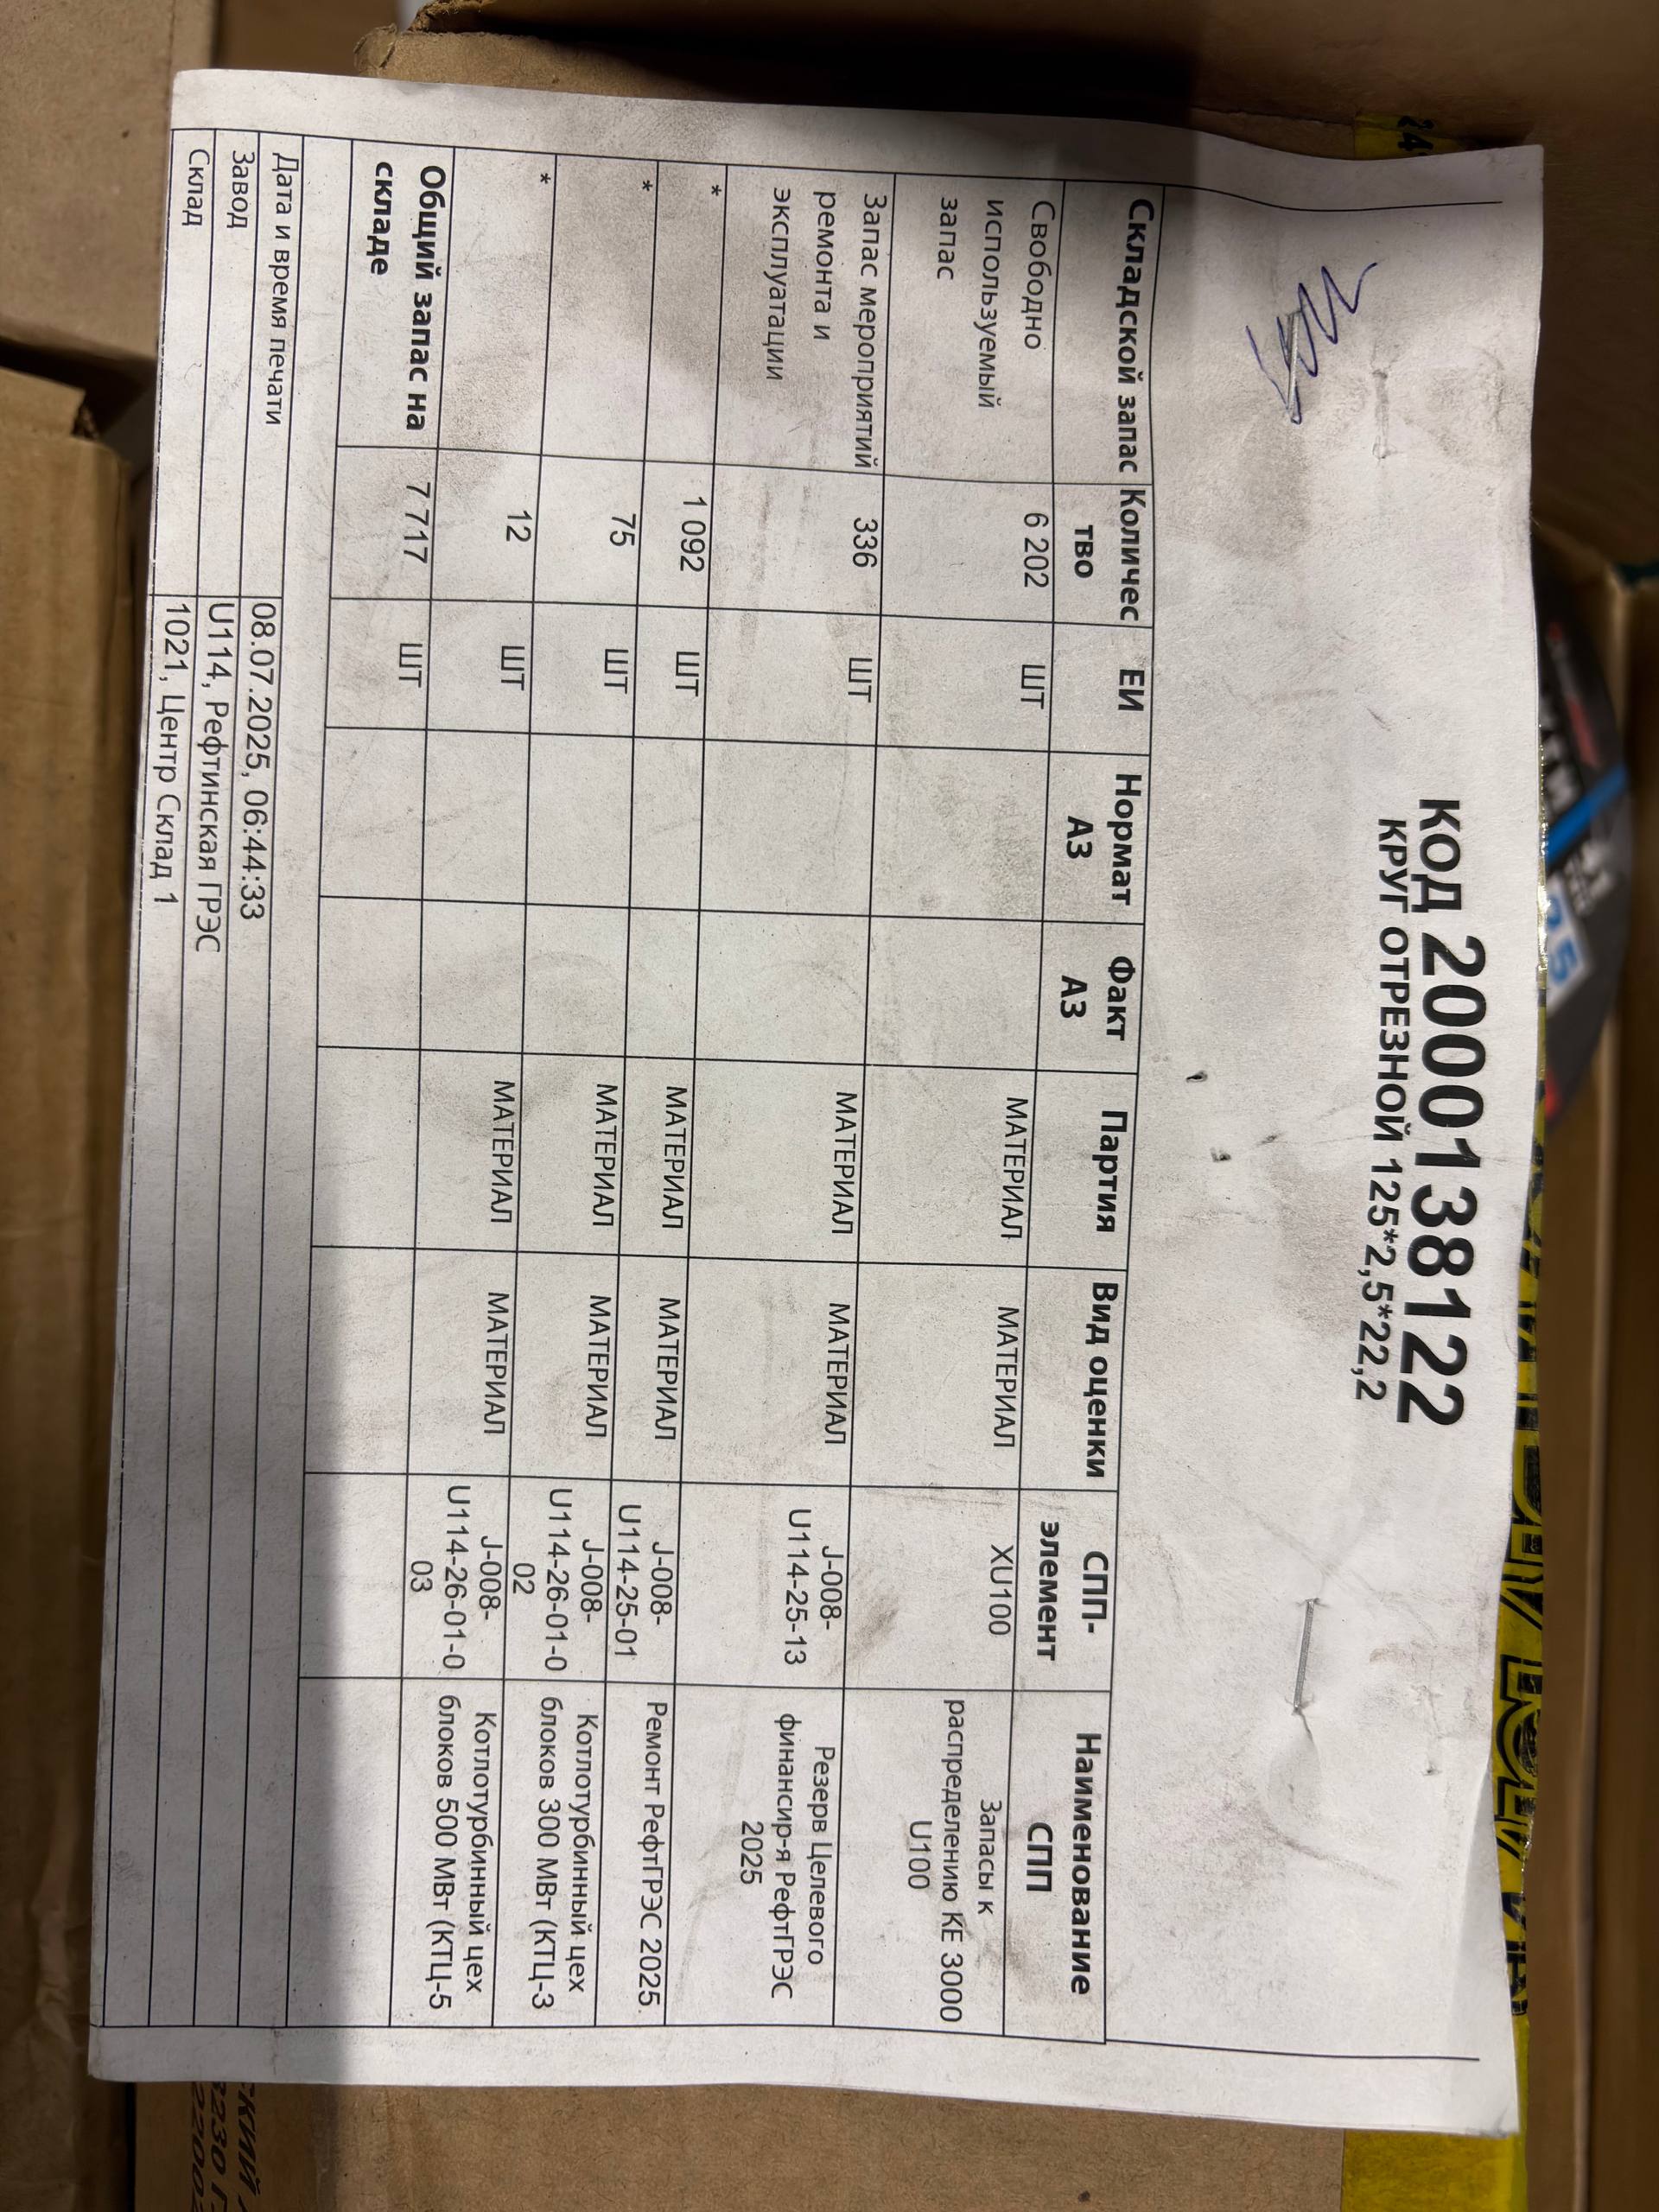 КОД 2000138122
КРУГ ОТРЕЗНОЙ 125*2,5*22,2
Складской запас Количес тво ЕИ Нормат АЗ Факт АЗ Партия Вид оценки СПП- элемент Наименование СПП
Свободно используемый запас 6 202 ШТ МАТЕРИАЛ МАТЕРИАЛ XU100 Запасы к распределению КЕ 3000 U100
Запас мероприятий ремонта и эксплуатации 336 ШТ МАТЕРИАЛ МАТЕРИАЛ J-008- U114-25-13 Резерв Целевого финансир-я РефтГРЭС 2025
* 1 092 ШТ МАТЕРИАЛ МАТЕРИАЛ J-008- U114-25-01 Ремонт РефтГРЭС 2025
* 75 ШТ МАТЕРИАЛ МАТЕРИАЛ J-008- U114-26-01-0 02 Котлотурбинный цех блоков 300 МВт (КТЦ-3
* 12 ШТ МАТЕРИАЛ МАТЕРИАЛ J-008- U114-26-01-0 03 Котлотурбинный цех блоков 500 МВт (КТЦ-5
Общий запас на складе 7 717 ШТ
Дата и время печати 08.07.2025, 06:44:33
Завод U114, Рефтинская ГРЭС
Склад 1021, Центр Склад 1